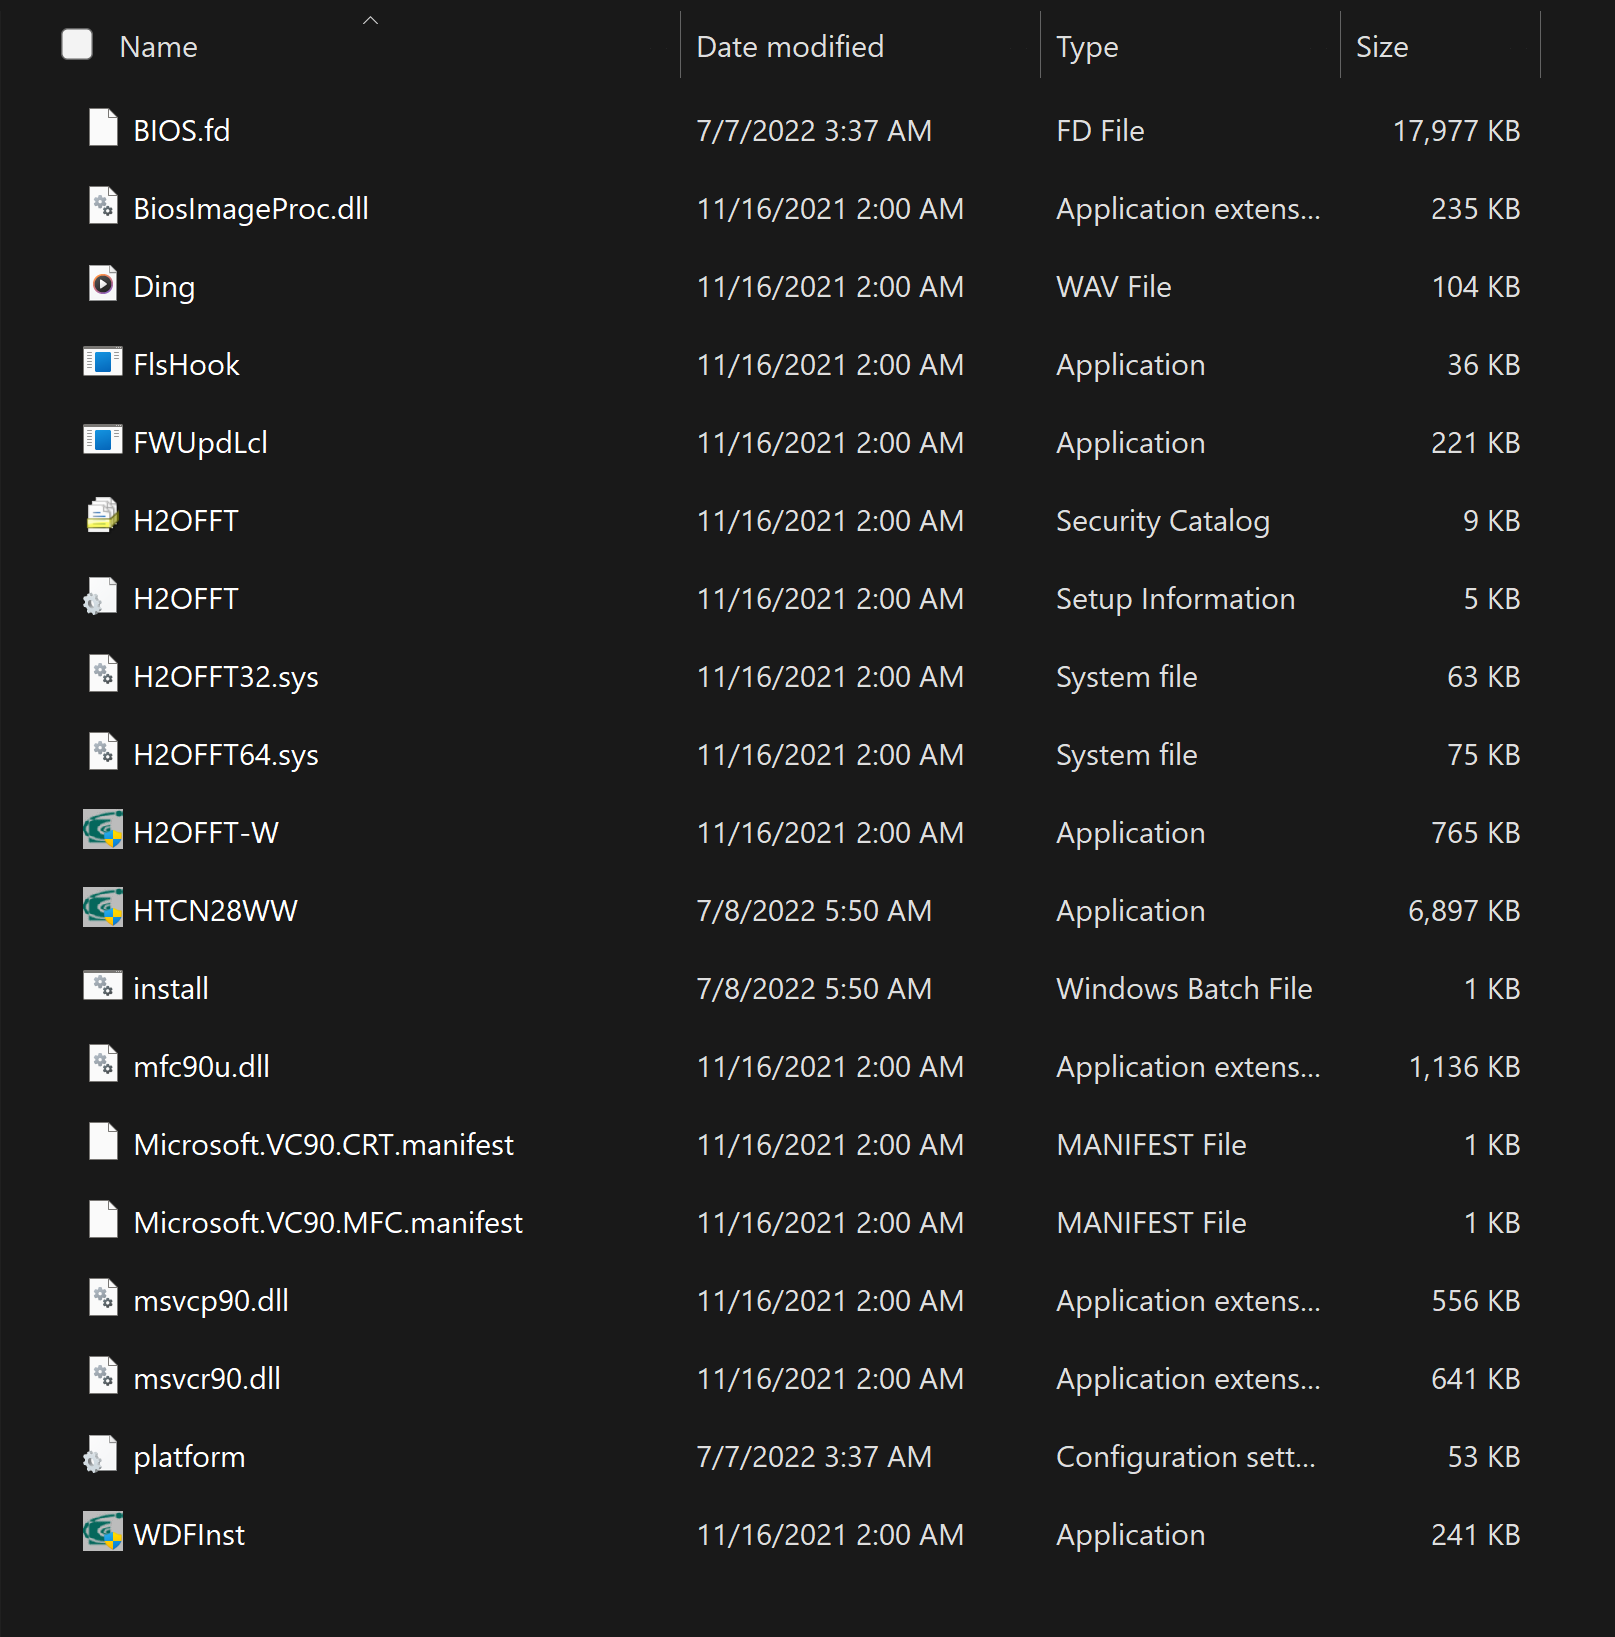 Name Date modified Type Size
BIOS.fd 7/7/2022 3:37 AM FD File 17,977 KB
BiosImageProc.dll 11/16/2021 2:00 AM Application extens... 235 KB
Ding 11/16/2021 2:00 AM WAV File 104 KB
FlsHook 11/16/2021 2:00 AM Application 36 KB
FWUpdLcl 11/16/2021 2:00 AM Application 221 KB
H2OFFT 11/16/2021 2:00 AM Security Catalog 9 KB
H2OFFT 11/16/2021 2:00 AM Setup Information 5 KB
H2OFFT32.sys 11/16/2021 2:00 AM System file 63 KB
H2OFFT64.sys 11/16/2021 2:00 AM System file 75 KB
H2OFFT-W 11/16/2021 2:00 AM Application 765 KB
HTCN28WW 7/8/2022 5:50 AM Application 6,897 KB
install 7/8/2022 5:50 AM Windows Batch File 1 KB
mfc90u.dll 11/16/2021 2:00 AM Application extens... 1,136 KB
Microsoft.VC90.CRT.manifest 11/16/2021 2:00 AM MANIFEST File 1 KB
Microsoft.VC90.MFC.manifest 11/16/2021 2:00 AM MANIFEST File 1 KB
msvcp90.dll 11/16/2021 2:00 AM Application extens... 556 KB
msvcr90.dll 11/16/2021 2:00 AM Application extens... 641 KB
platform 7/7/2022 3:37 AM Configuration sett... 53 KB
WDFInst 11/16/2021 2:00 AM Application 241 KB